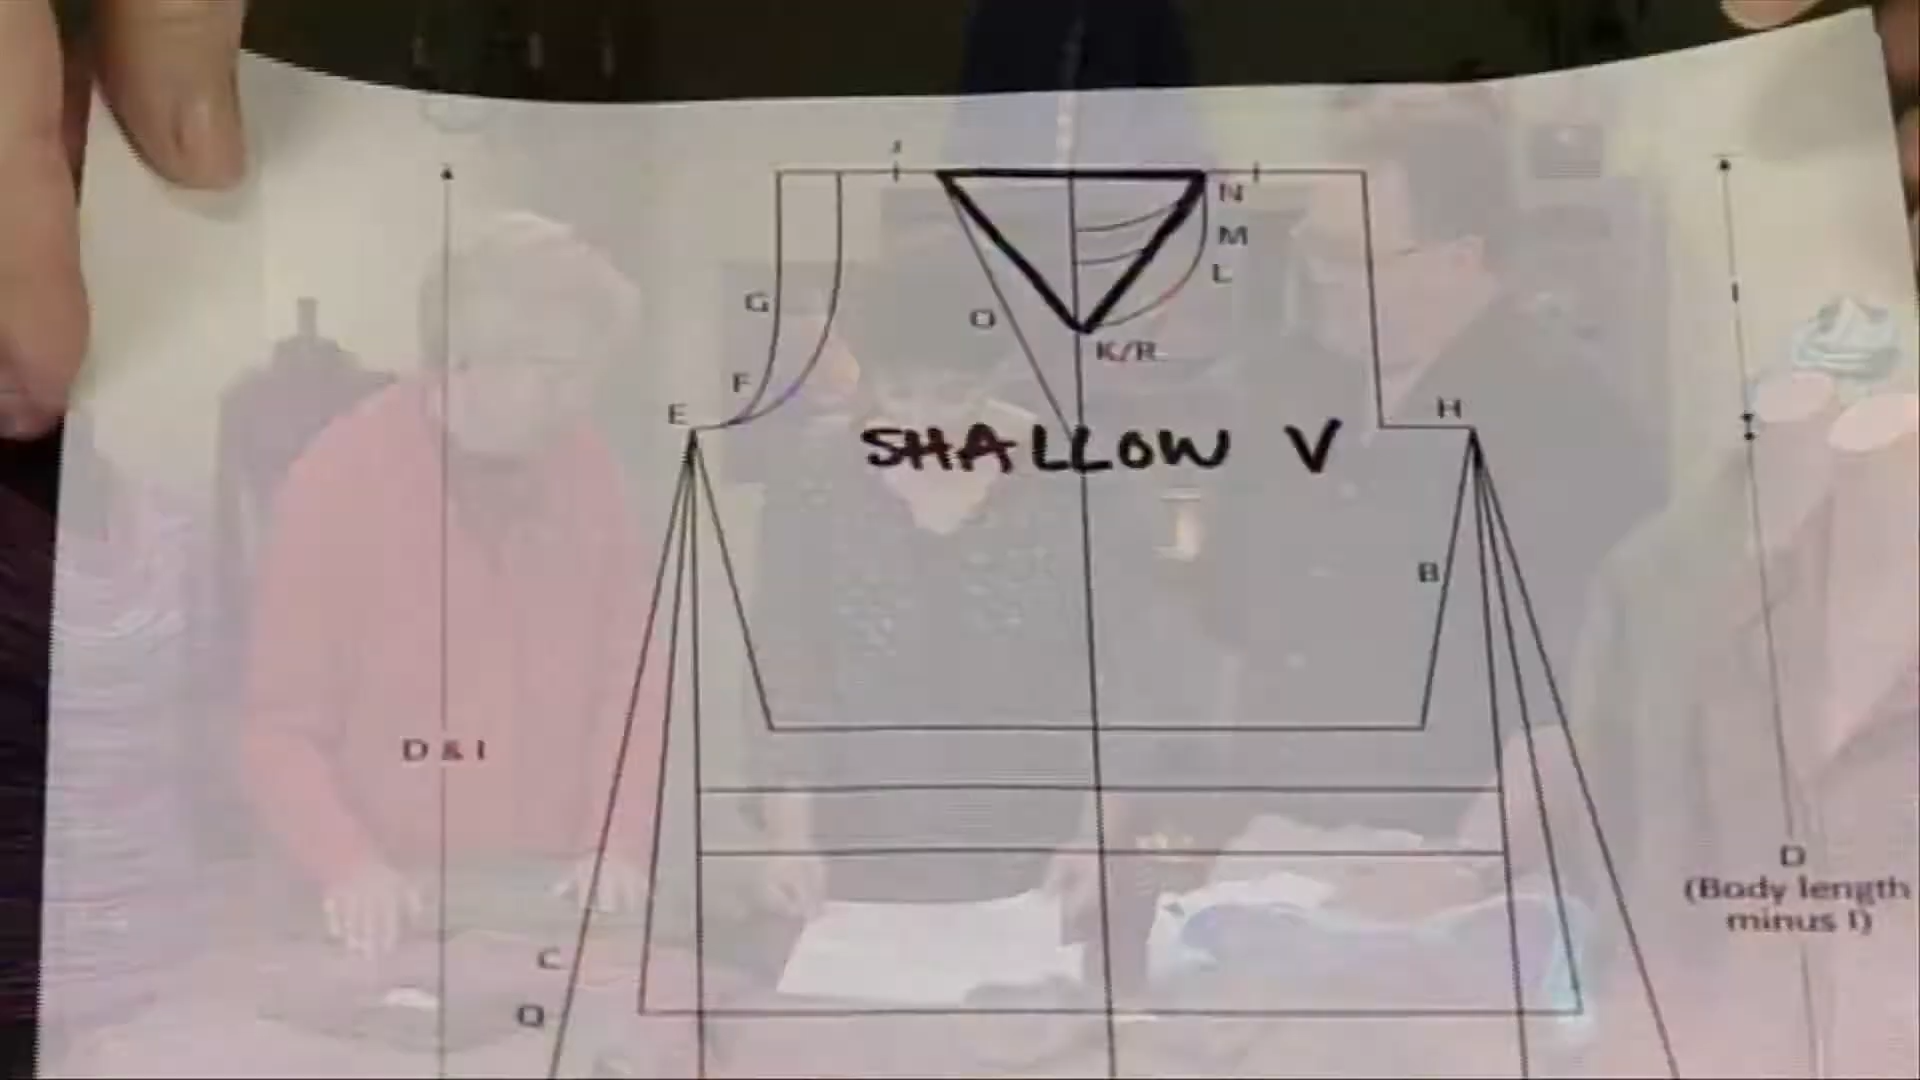 J
N
M
L
G
O
I
K/R
F
E
H
SHALLOW V
B
D & I
D
(Body length
minus I)
C
Q